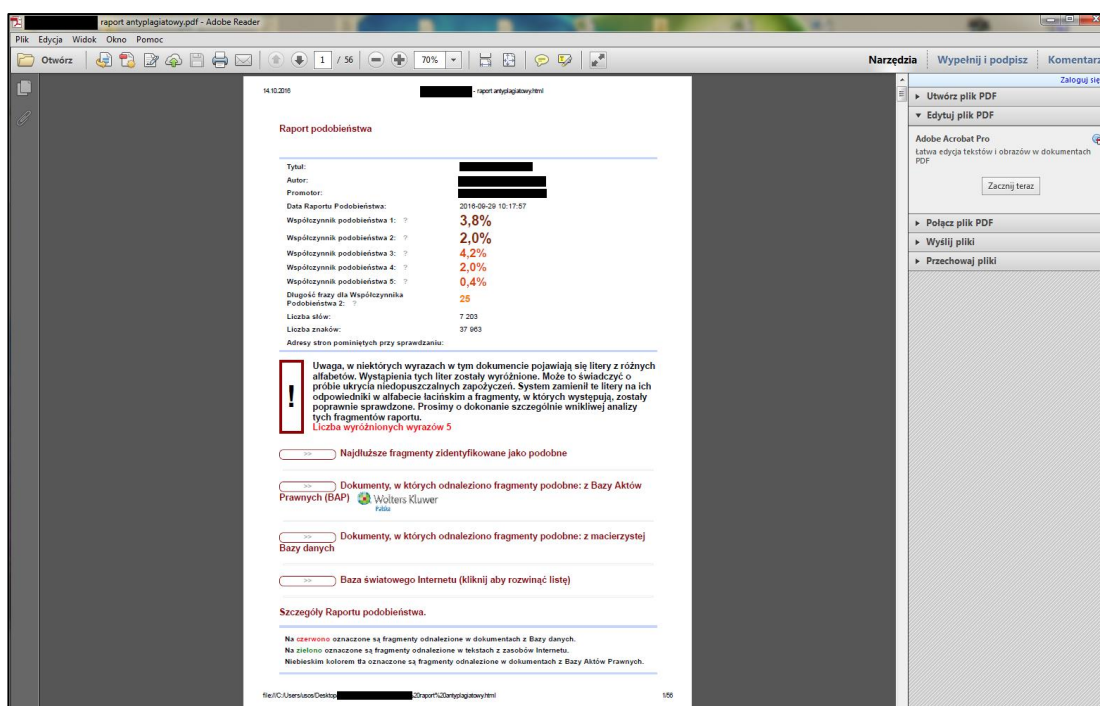 raport antyplagiatowy.pdf - Adobe Reader
Plik Edycja Widok Okno Pomoc
Otwórz 1 / 56 70% Narzędzia Wypełnij i podpisz Komentarz
Zaloguj się
14.10.2016 - raport antyplagiatowy.html
Raport podobieństwa
Tytuł:
Autor:
Promotor:
Data Raportu Podobieństwa: 2016-09-29 10:17:57
Współczynnik podobieństwa 1: ? 3,8%
Współczynnik podobieństwa 2: ? 2,0%
Współczynnik podobieństwa 3: ? 4,2%
Współczynnik podobieństwa 4: ? 2,0%
Współczynnik podobieństwa 5: ? 0,4%
Długość frazy dla Współczynnika
Podobieństwa 2: ? 25
Liczba słów: 7 203
Liczba znaków: 37 963
Adresy stron pominiętych przy sprawdzaniu:
! Uwaga, w niektórych wyrazach w tym dokumencie pojawiają się litery z różnych
alfabetów. Wystąpienia tych liter zostały wyróżnione. Może to świadczyć o
próbie ukrycia niedopuszczalnych zapożyczeń. System zamienił te litery na ich
odpowiedniki w alfabecie łacińskim a fragmenty, w których występują, zostały
poprawnie sprawdzone. Prosimy o dokonanie szczególnie wnikliwej analizy
tych fragmentów raportu.
Liczba wyróżnionych wyrazów 5
>> Najdłuższe fragmenty zidentyfikowane jako podobne
>> Dokumenty, w których odnaleziono fragmenty podobne: z Bazy Aktów
Prawnych (BAP) Wolters Kluwer
Polska
>> Dokumenty, w których odnaleziono fragmenty podobne: z macierzystej
Bazy danych
>> Baza światowego Internetu (kliknij aby rozwinąć listę)
Szczegóły Raportu podobieństwa.
Na czerwono oznaczone są fragmenty odnalezione w dokumentach z Bazy danych.
Na zielono oznaczone są fragmenty odnalezione w tekstach z zasobów Internetu.
Niebieskim kolorem tła oznaczone są fragmenty odnalezione w dokumentach z Bazy Aktów Prawnych.
file:///C:/Users/usos/Desktop -20raport%20antyplagiatowy.html 1/56
Utwórz plik PDF
Edytuj plik PDF
Adobe Acrobat Pro
Łatwa edycja tekstów i obrazów w dokumentach
PDF
Zacznij teraz
Połącz plik PDF
Wyślij pliki
Przechowaj pliki